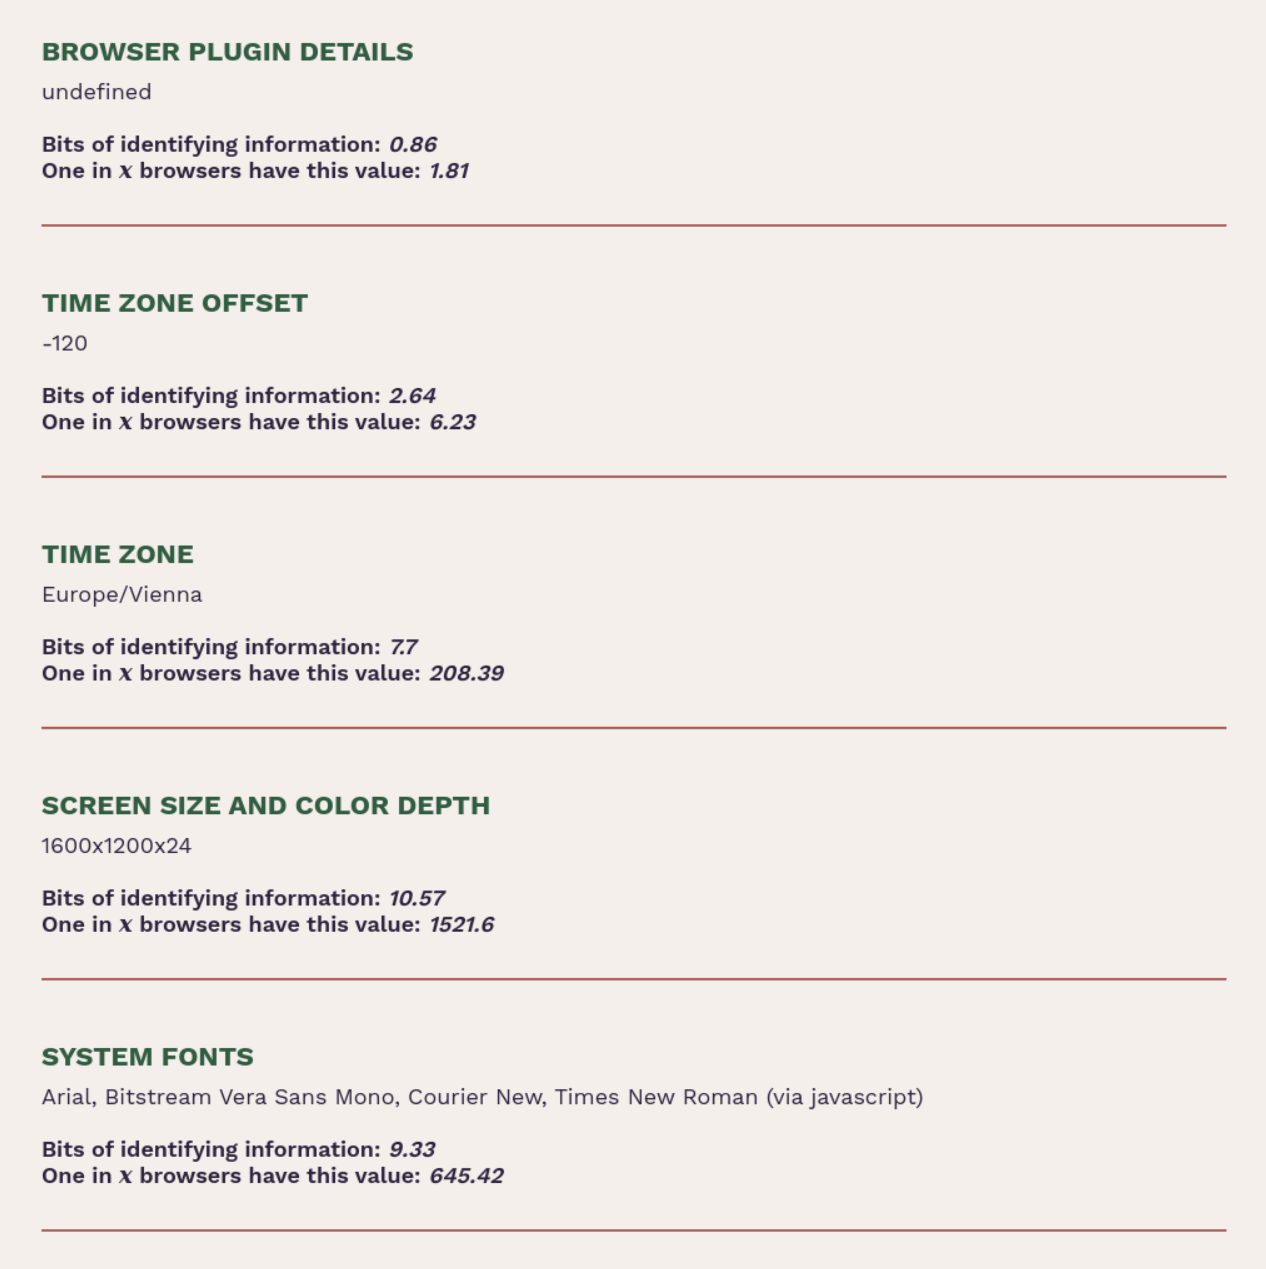 BROWSER PLUGIN DETAILS
undefined
Bits of identifying information: 0.86
One in x browsers have this value: 1.81
TIME ZONE OFFSET
-120
Bits of identifying information: 2.64
One in x browsers have this value: 6.23
TIME ZONE
Europe/Vienna
Bits of identifying information: 7.7
One in x browsers have this value: 208.39
SCREEN SIZE AND COLOR DEPTH
1600x1200x24
Bits of identifying information: 10.57
One in x browsers have this value: 1521.6
SYSTEM FONTS
Arial, Bitstream Vera Sans Mono, Courier New, Times New Roman (via javascript)
Bits of identifying information: 9.33
One in x browsers have this value: 645.42